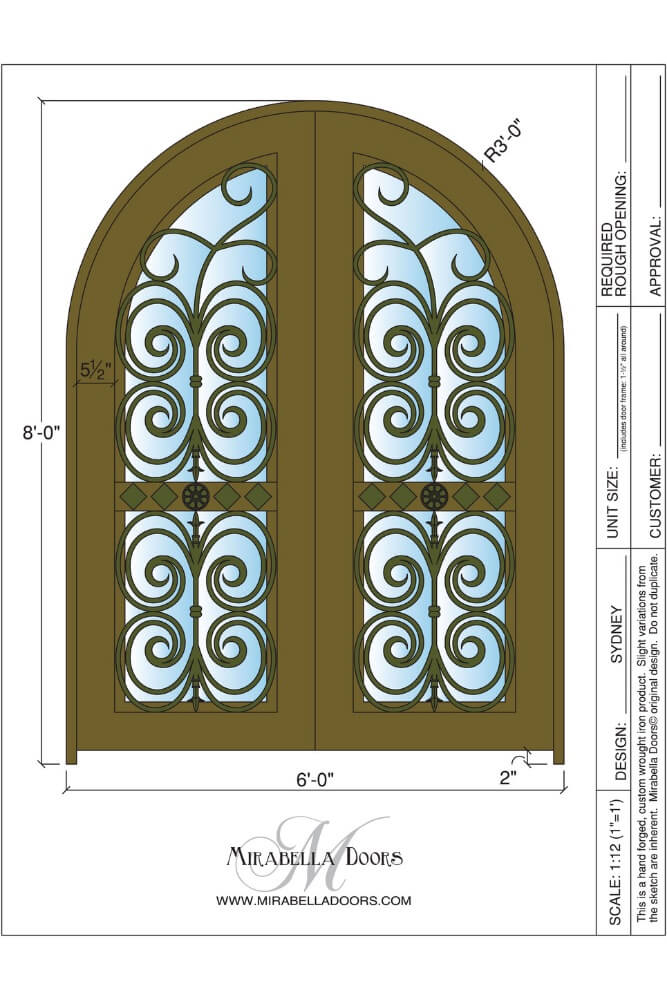 R3'-0"
5½"
8'-0"
6'-0"
2"
MIRABELLA DOORS
M
WWW.MIRABELLADOORS.COM
REQUIRED
ROUGH OPENING:
APPROVAL:
UNIT SIZE:
(includes door frame: 1-½" all around)
CUSTOMER:
DESIGN: SYDNEY
SCALE: 1:12 (1"=1')
This is a hand forged, custom wrought iron product. Slight variations from
the sketch are inherent. Mirabella Doors© original design. Do not duplicate.